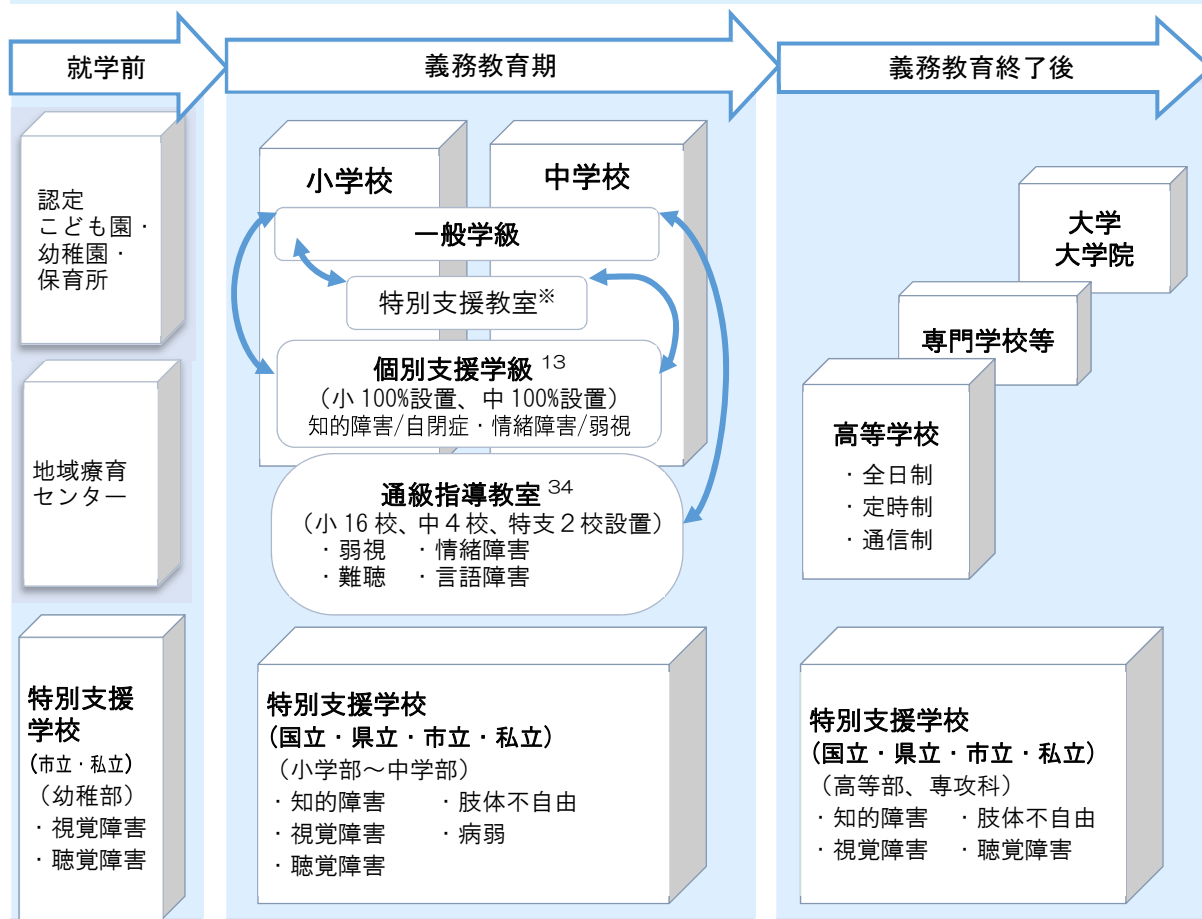 就学前
義務教育期
義務教育終了後
認定
こども園・
幼稚園・
保育所
地域療育
センター
特別支援
学校
(市立・私立)
（幼稚部）
・視覚障害
・聴覚障害
小学校
中学校
一般学級
特別支援教室※
個別支援学級 13
（小 100%設置、中 100%設置）
知的障害/自閉症・情緒障害/弱視
通級指導教室 34
（小 16 校、中 4 校、特支 2 校設置）
・弱視 ・情緒障害
・難聴 ・言語障害
特別支援学校
(国立・県立・市立・私立)
（小学部～中学部）
・知的障害 ・肢体不自由
・視覚障害 ・病弱
・聴覚障害
大学
大学院
専門学校等
高等学校
・全日制
・定時制
・通信制
特別支援学校
(国立・県立・市立・私立)
（高等部、専攻科）
・知的障害 ・肢体不自由
・視覚障害 ・聴覚障害